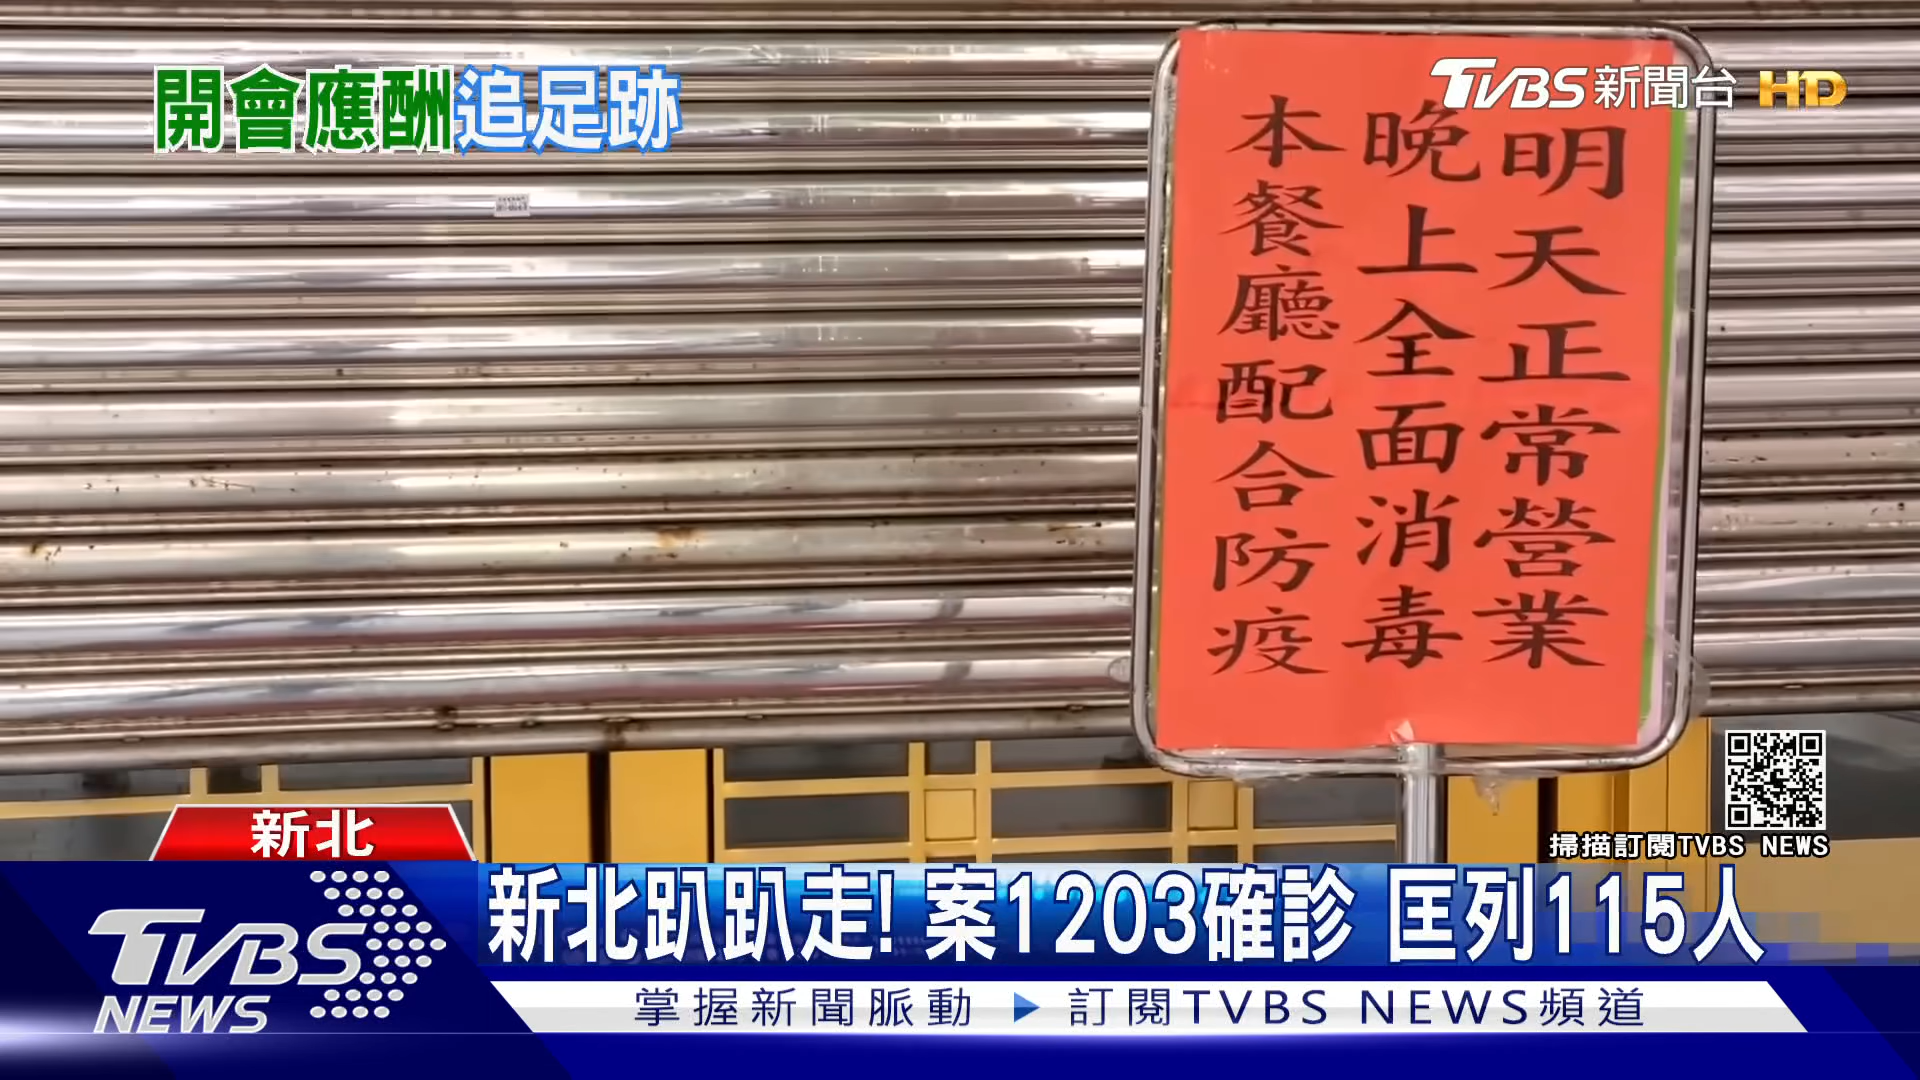 開會應酬追足跡
TVBS新聞台 HD
本餐廳配合防疫
晚上全面消毒
明天正常營業
掃描訂閱TVBS NEWS
新北
新北趴趴走! 案1203確診 匡列115人
TVBS NEWS
掌握新聞脈動 ▶ 訂閱TVBS NEWS頻道